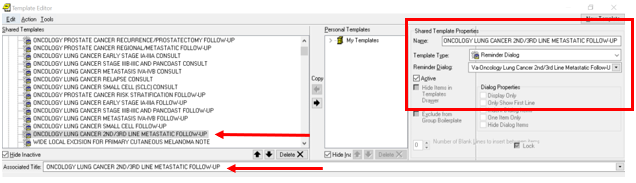 Template Editor
Edit Action Tools
New Template
Shared Templates
ONCOLOGY PROSTATE CANCER RECURRENCE/PROSTATECTOMY FOLLOW-UP
ONCOLOGY PROSTATE CANCER REGIONAL/METASTATIC FOLLOW-UP
ONCOLOGY LUNG CANCER EARLY STAGE IA-IIIA CONSULT
ONCOLOGY LUNG CANCER STAGE IIIB-IIIC AND PANCOAST CONSULT
ONCOLOGY LUNG CANCER METASTASIS IVA-IVB CONSULT
ONCOLOGY LUNG CANCER RELAPSE CONSULT
ONCOLOGY LUNG CANCER SMALL CELL (SCLC) CONSULT
ONCOLOGY PROSTATE CANCER RISK STRATIFICATION FOLLOW-UP
ONCOLOGY LUNG CANCER EARLY STAGE IA-IIIA FOLLOW-UP
ONCOLOGY LUNG CANCER STAGE IIIB-IIIC AND PANCOAST FOLLOW-UP
ONCOLOGY LUNG CANCER METASTASIS IVA-IVB FOLLOW-UP
ONCOLOGY LUNG CANCER SMALL CELL FOLLOW-UP
ONCOLOGY LUNG CANCER 2ND/3RD LINE METASTATIC FOLLOW-UP
WIDE LOCAL EXCISION FOR PRIMARY CUTANEOUS MELANOMA NOTE
Hide Inactive
Delete
Copy
Personal Templates
My Templates
Hide
Delete
Shared Template Properties
Name: ONCOLOGY LUNG CANCER 2ND/3RD LINE METASTATIC FOLLOW-UP
Template Type: Reminder Dialog
Reminder Dialog: Va-Oncology Lung Cancer 2nd/3rd Line Metastatic Follow-U
Active
Hide Items in Templates Drawer
Exclude from Group Boilerplate
Dialog Properties
Display Only
Only Show First Line
One Item Only
Hide Dialog Items
0 Number of Blank Lines to insert between items
Lock
Associated Title: ONCOLOGY LUNG CANCER 2ND/3RD LINE METASTATIC FOLLOW-UP